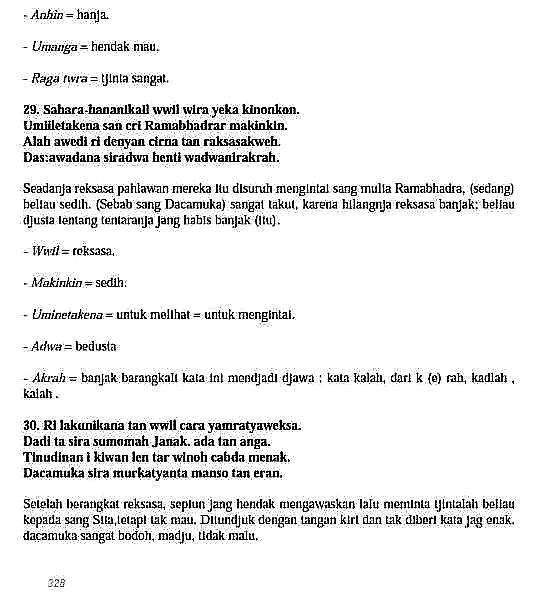 - Anhin = hanja.
- Umanga = hendak mau.
- Raga twra = tjinta sangat.
29. Sahara-hananikall wwil wira yeka kinonkon.
Umiiletakena san cri Ramabhadrar makinkin.
Alah awedi ri denyan cirna tan raksasakweh.
Das:awadana siradwa henti wadwanirakrah.
Seadanja reksasa pahlawan mereka itu disuruh mengintai sang mulia Ramabhadra, (sedang)
beliau sedih. (Sebab sang Dacamuka) sangat takut, karena hilangnja reksasa banjak; beliau
djusta tentang tentaranja jang habis banjak (itu).
- Wwil = reksasa.
- Makinkin = sedih.
- Uminetakena = untuk melihat = untuk mengintai.
- Adwa = bedusta
- Akrah = banjak barangkali kata ini mendjadi djawa : kata kalah, dari k (e) rah, kadlah ,
kalah .
30. Ri lakunikana tan wwil cara yamratyaweksa.
Dadi ta sira sumomah Janak. ada tan anga.
Tinudinan i kiwan len tar winoh cabda menak.
Dacamuka sira murkatyanta manso tan eran.
Setelah berangkat reksasa, sepiun jang hendak mengawaskan lalu meminta tjintalah beliau
kepada sang Sita,tetapi tak mau. Ditundjuk dengan tangan kiri dan tak diberi kata jag enak.
dacamuka sangat bodoh, madju, tidak malu.
328